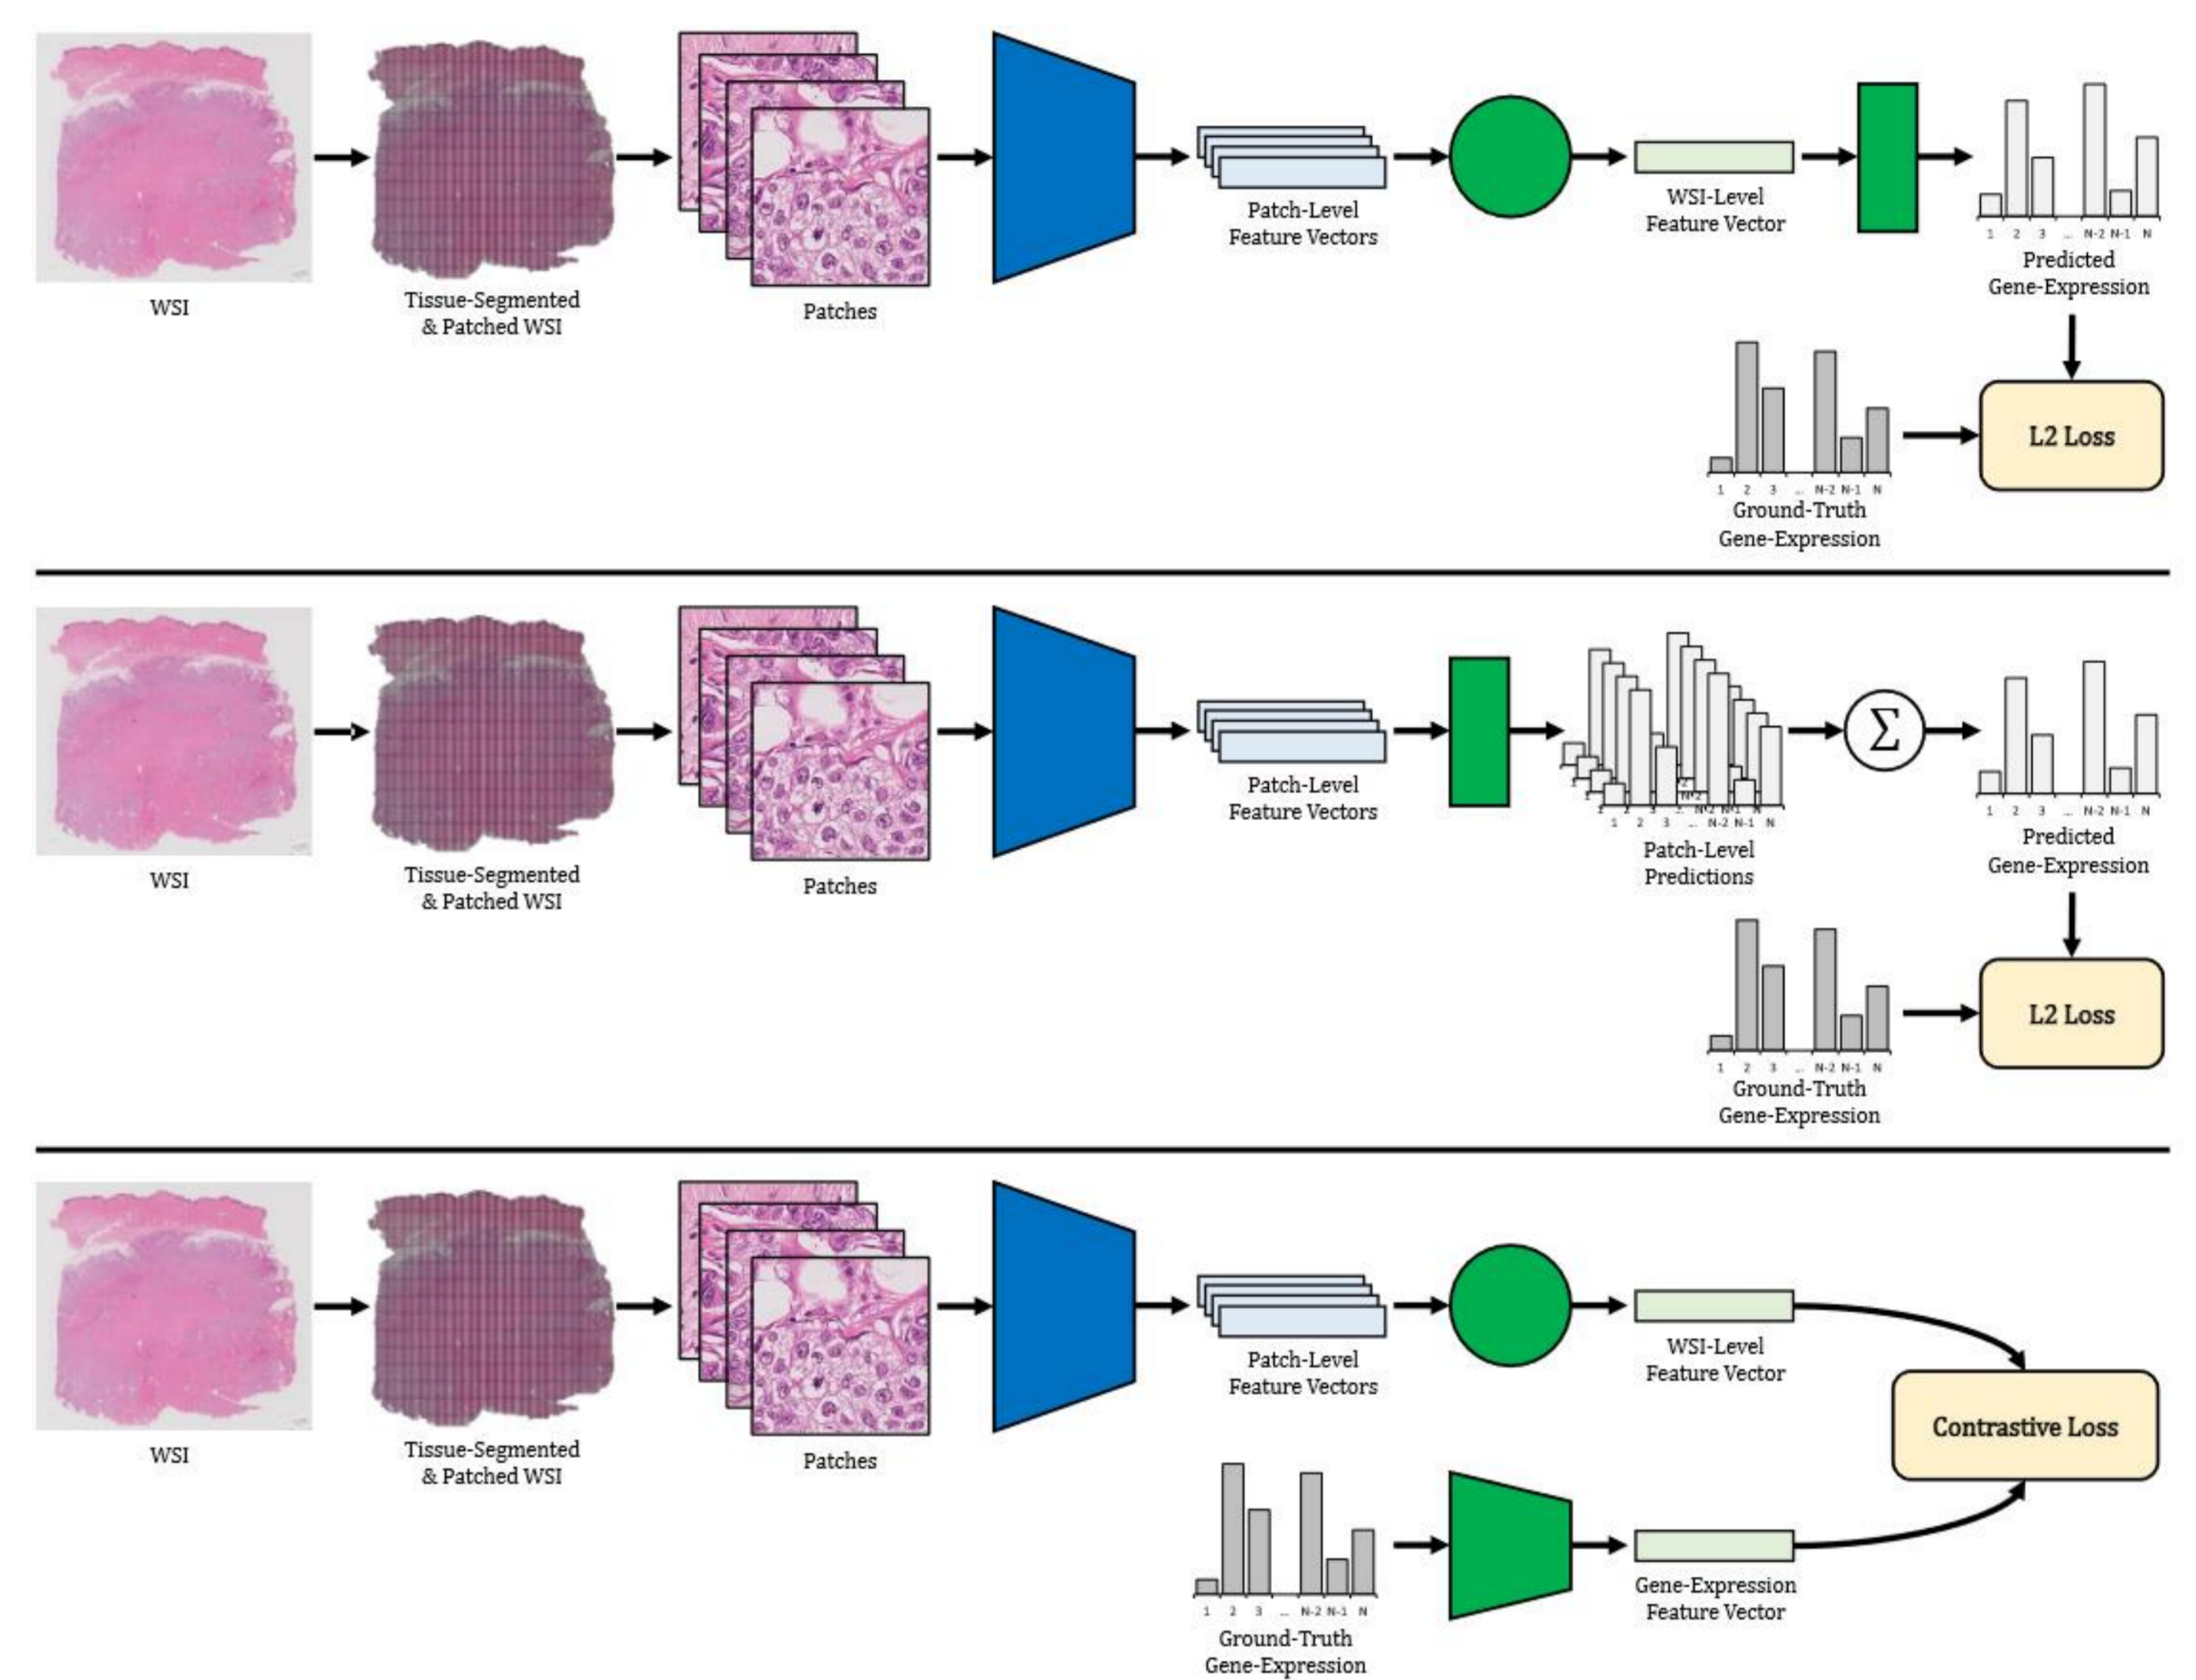 WSI
Tissue-Segmented
& Patched WSI
Patches
Patch-Level
Feature Vectors
WSI-Level
Feature Vector
1 2 3 ... N-2 N-1 N
Predicted
Gene-Expression
1 2 3 ... N-2 N-1 N
Ground-Truth
Gene-Expression
L2 Loss
WSI
Tissue-Segmented
& Patched WSI
Patches
Patch-Level
Feature Vectors
1 2 3 ... N-2 N-1 N
Patch-Level
Predictions
Σ
1 2 3 ... N-2 N-1 N
Predicted
Gene-Expression
1 2 3 ... N-2 N-1 N
Ground-Truth
Gene-Expression
L2 Loss
WSI
Tissue-Segmented
& Patched WSI
Patches
Patch-Level
Feature Vectors
WSI-Level
Feature Vector
Contrastive Loss
1 2 3 ... N-2 N-1 N
Ground-Truth
Gene-Expression
Gene-Expression
Feature Vector